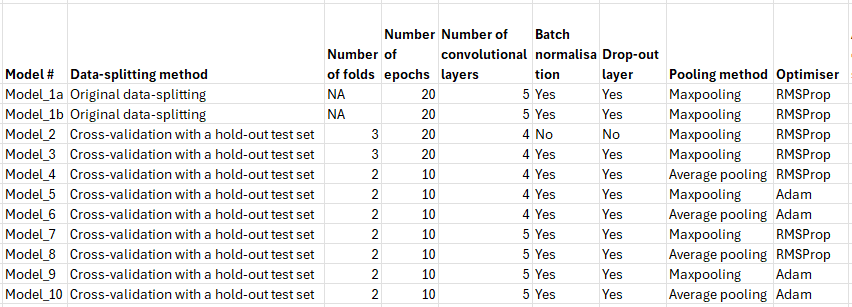 Model # Data-splitting method Number of folds Number of epochs Number of convolutional layers Batch normalisation Drop-out layer Pooling method Optimiser
Model_1a Original data-splitting NA 20 5 Yes Yes Maxpooling RMSProp
Model_1b Original data-splitting NA 20 5 Yes Yes Maxpooling RMSProp
Model_2 Cross-validation with a hold-out test set 3 20 4 No No Maxpooling RMSProp
Model_3 Cross-validation with a hold-out test set 3 20 4 Yes Yes Maxpooling RMSProp
Model_4 Cross-validation with a hold-out test set 2 10 4 Yes Yes Average pooling RMSProp
Model_5 Cross-validation with a hold-out test set 2 10 4 Yes Yes Maxpooling Adam
Model_6 Cross-validation with a hold-out test set 2 10 4 Yes Yes Average pooling Adam
Model_7 Cross-validation with a hold-out test set 2 10 5 Yes Yes Maxpooling RMSProp
Model_8 Cross-validation with a hold-out test set 2 10 5 Yes Yes Average pooling RMSProp
Model_9 Cross-validation with a hold-out test set 2 10 5 Yes Yes Maxpooling Adam
Model_10 Cross-validation with a hold-out test set 2 10 5 Yes Yes Average pooling Adam